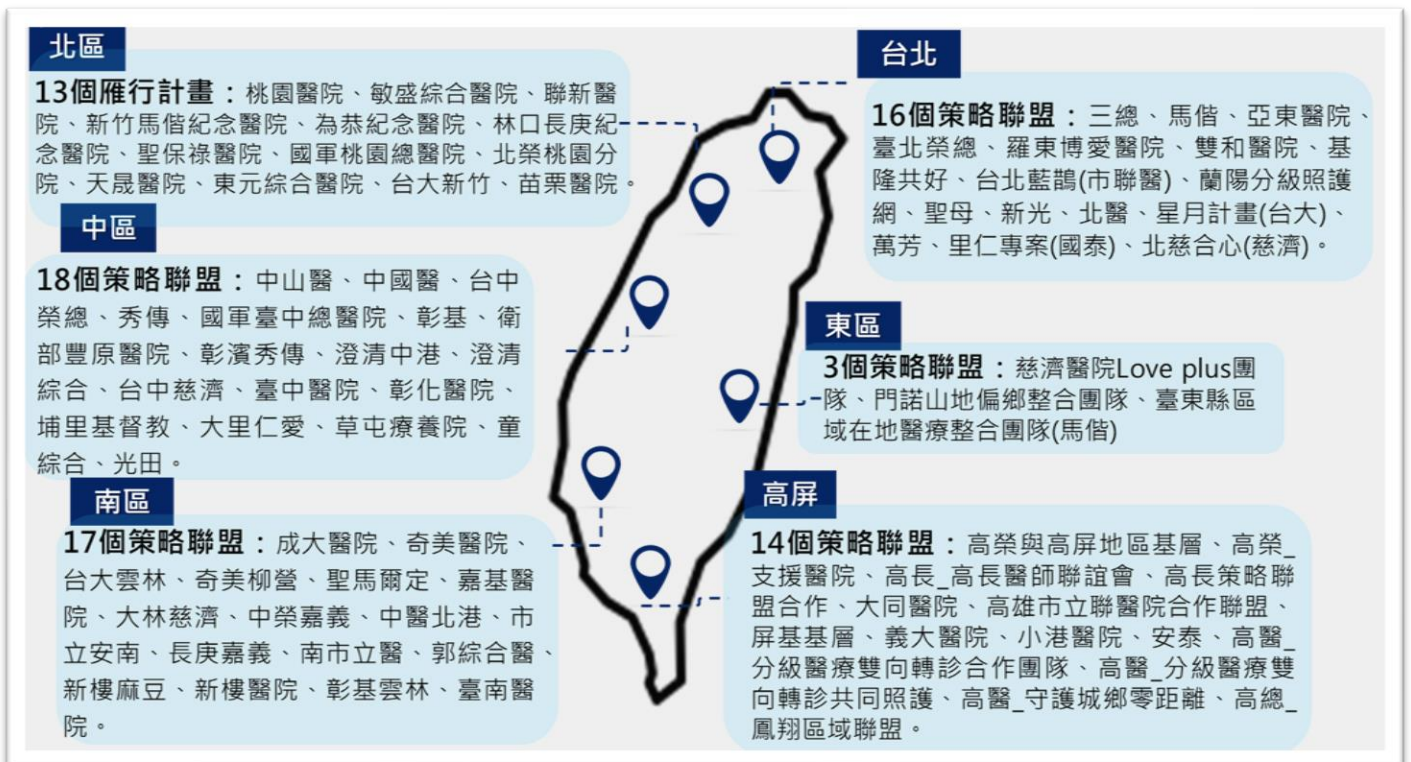 北區
13個雁行計畫：桃園醫院、敏盛綜合醫院、聯新醫
院、新竹馬偕紀念醫院、為恭紀念醫院、林口長庚紀
念醫院、聖保祿醫院、國軍桃園總醫院、北榮桃園分
院、天晟醫院、東元綜合醫院、台大新竹、苗栗醫院。
台北
16個策略聯盟：三總、馬偕、亞東醫院、
臺北榮總、羅東博愛醫院、雙和醫院、基
隆共好、台北藍鵲(市聯醫)、蘭陽分級照護
網、聖母、新光、北醫、星月計畫(台大)、
萬芳、里仁專案(國泰)、北慈合心(慈濟)。
中區
18個策略聯盟：中山醫、中國醫、台中
榮總、秀傳、國軍臺中總醫院、彰基、衛
部豐原醫院、彰濱秀傳、澄清中港、澄清
綜合、台中慈濟、臺中醫院、彰化醫院、
埔里基督教、大里仁愛、草屯療養院、童
綜合、光田。
東區
3個策略聯盟：慈濟醫院Love plus團
隊、門諾山地偏鄉整合團隊、臺東縣區
域在地醫療整合團隊(馬偕)
南區
17個策略聯盟：成大醫院、奇美醫院、
台大雲林、奇美柳營、聖馬爾定、嘉基醫
院、大林慈濟、中榮嘉義、中醫北港、市
立安南、長庚嘉義、南市立醫、郭綜合醫、
新樓麻豆、新樓醫院、彰基雲林、臺南醫
院。
高屏
14個策略聯盟：高榮與高屏地區基層、高榮_
支援醫院、高長_高長醫師聯誼會、高長策略聯
盟合作、大同醫院、高雄市立聯醫院合作聯盟、
屏基基層、義大醫院、小港醫院、安泰、高醫_
分級醫療雙向轉診合作團隊、高醫_分級醫療雙
向轉診共同照護、高醫_守護城鄉零距離、高總_
鳳翔區域聯盟。